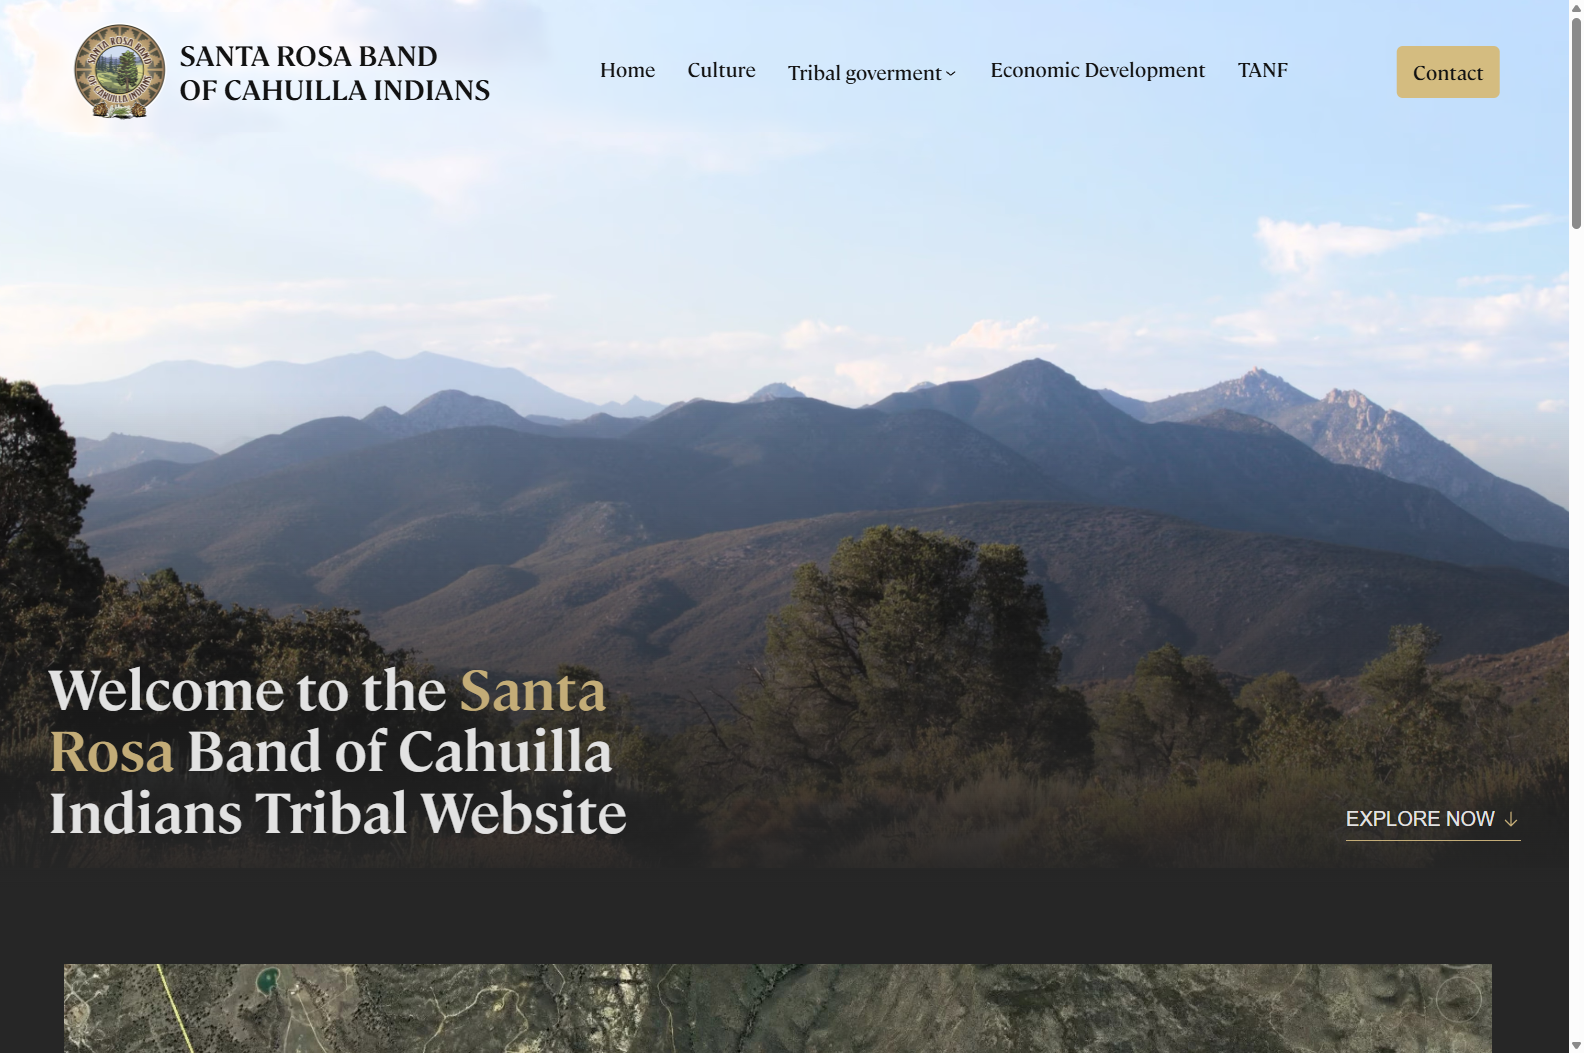 SANTA ROSA BAND
OF CAHUILLA INDIANS
SANTA ROSA BAND
OF CAHUILLA INDIANS
Home
Culture
Tribal goverment
Economic Development
TANF
Contact
Welcome to the Santa
Rosa Band of Cahuilla
Indians Tribal Website
EXPLORE NOW